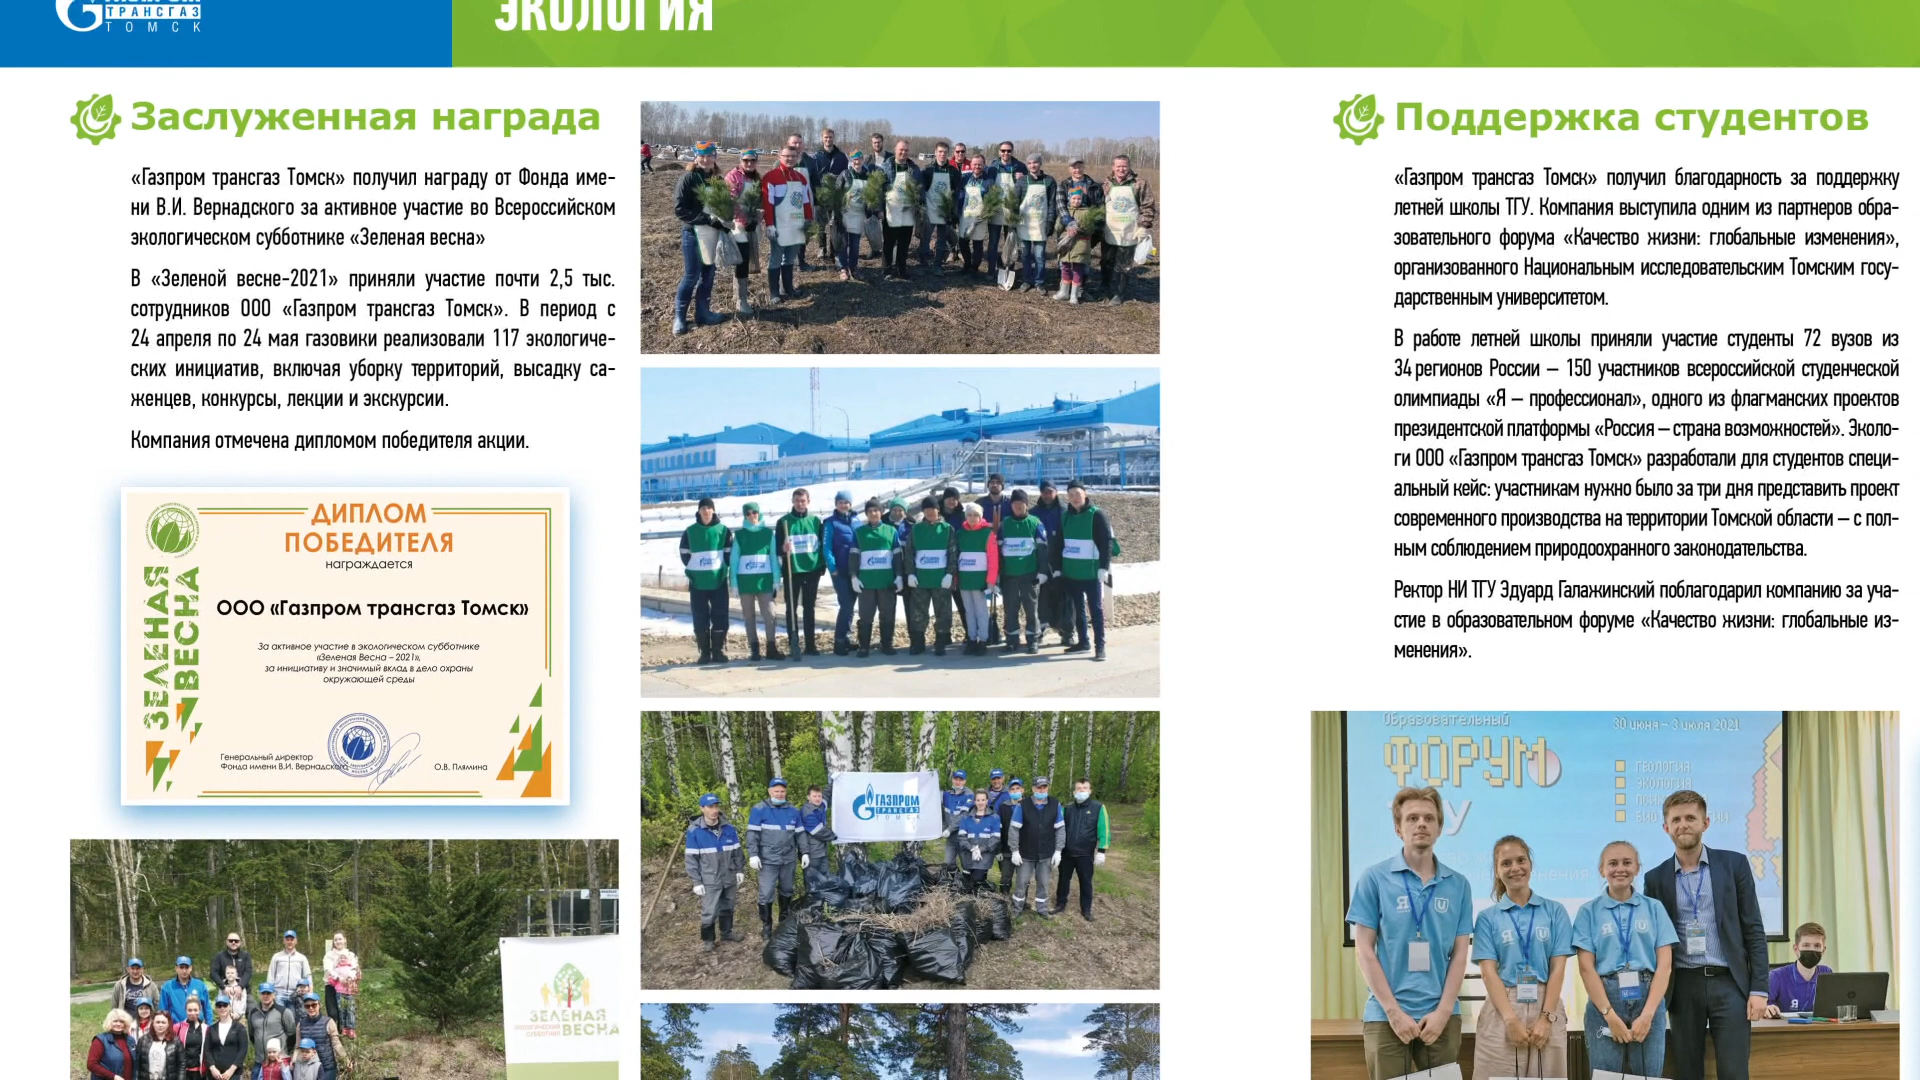 ТРАНСГАЗ
ТОМСК
ЭКОЛОГИЯ
Заслуженная награда
«Газпром трансгаз Томск» получил награду от Фонда име-
ни В.И. Вернадского за активное участие во Всероссийском
экологическом субботнике «Зеленая весна»
В «Зеленой весне-2021» приняли участие почти 2,5 тыс.
сотрудников ООО «Газпром трансгаз Томск». В период с
24 апреля по 24 мая газовики реализовали 117 экологиче-
ских инициатив, включая уборку территорий, высадку са-
женцев, конкурсы, лекции и экскурсии.
Компания отмечена дипломом победителя акции.
ДИПЛОМ
ПОБЕДИТЕЛЯ
награждается
ООО «Газпром трансгаз Томск»
За активное участие в экологическом субботнике
«Зеленая Весна – 2021»,
за инициативу и значимый вклад в дело охраны
окружающей среды
ЗЕЛЕНАЯ
ВЕСНА
Генеральный директор
Фонда имени В.И. Вернадского
О.В. Плямина
ЗЕЛЕНАЯ
ВЕСНА
ГАЗПРОМ
ТРАНСГАЗ
ТОМСК
Поддержка студентов
«Газпром трансгаз Томск» получил благодарность за поддержку
летней школы ТГУ. Компания выступила одним из партнеров обра-
зовательного форума «Качество жизни: глобальные изменения»,
организованного Национальным исследовательским Томским госу-
дарственным университетом.
В работе летней школы приняли участие студенты 72 вузов из
34 регионов России – 150 участников всероссийской студенческой
олимпиады «Я – профессионал», одного из флагманских проектов
президентской платформы «Россия – страна возможностей». Эколо-
ги ООО «Газпром трансгаз Томск» разработали для студентов специ-
альный кейс: участникам нужно было за три дня представить проект
современного производства на территории Томской области – с пол-
ным соблюдением природоохранного законодательства.
Ректор НИ ТГУ Эдуард Галажинский поблагодарил компанию за уча-
стие в образовательном форуме «Качество жизни: глобальные из-
менения».
Образовательный
30 июня – 3 июля 2021
ФОРУМ
ГЕОЛОГИЯ
ЭКОЛОГИЯ